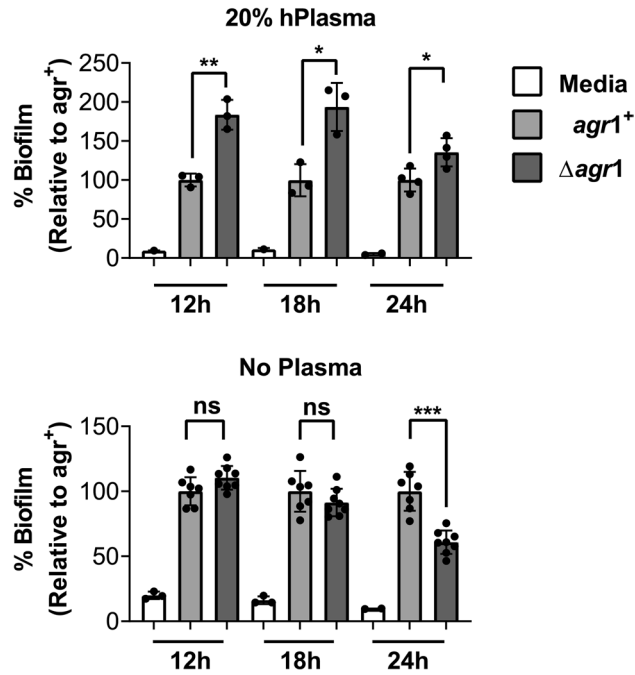 20% hPlasma
% Biofilm
(Relative to agr⁺)
250
200
150
100
50
0
**
*
*
12h
18h
24h
Media
agr1⁺
Δagr1
No Plasma
% Biofilm
(Relative to agr⁺)
150
100
50
0
ns
ns
***
12h
18h
24h